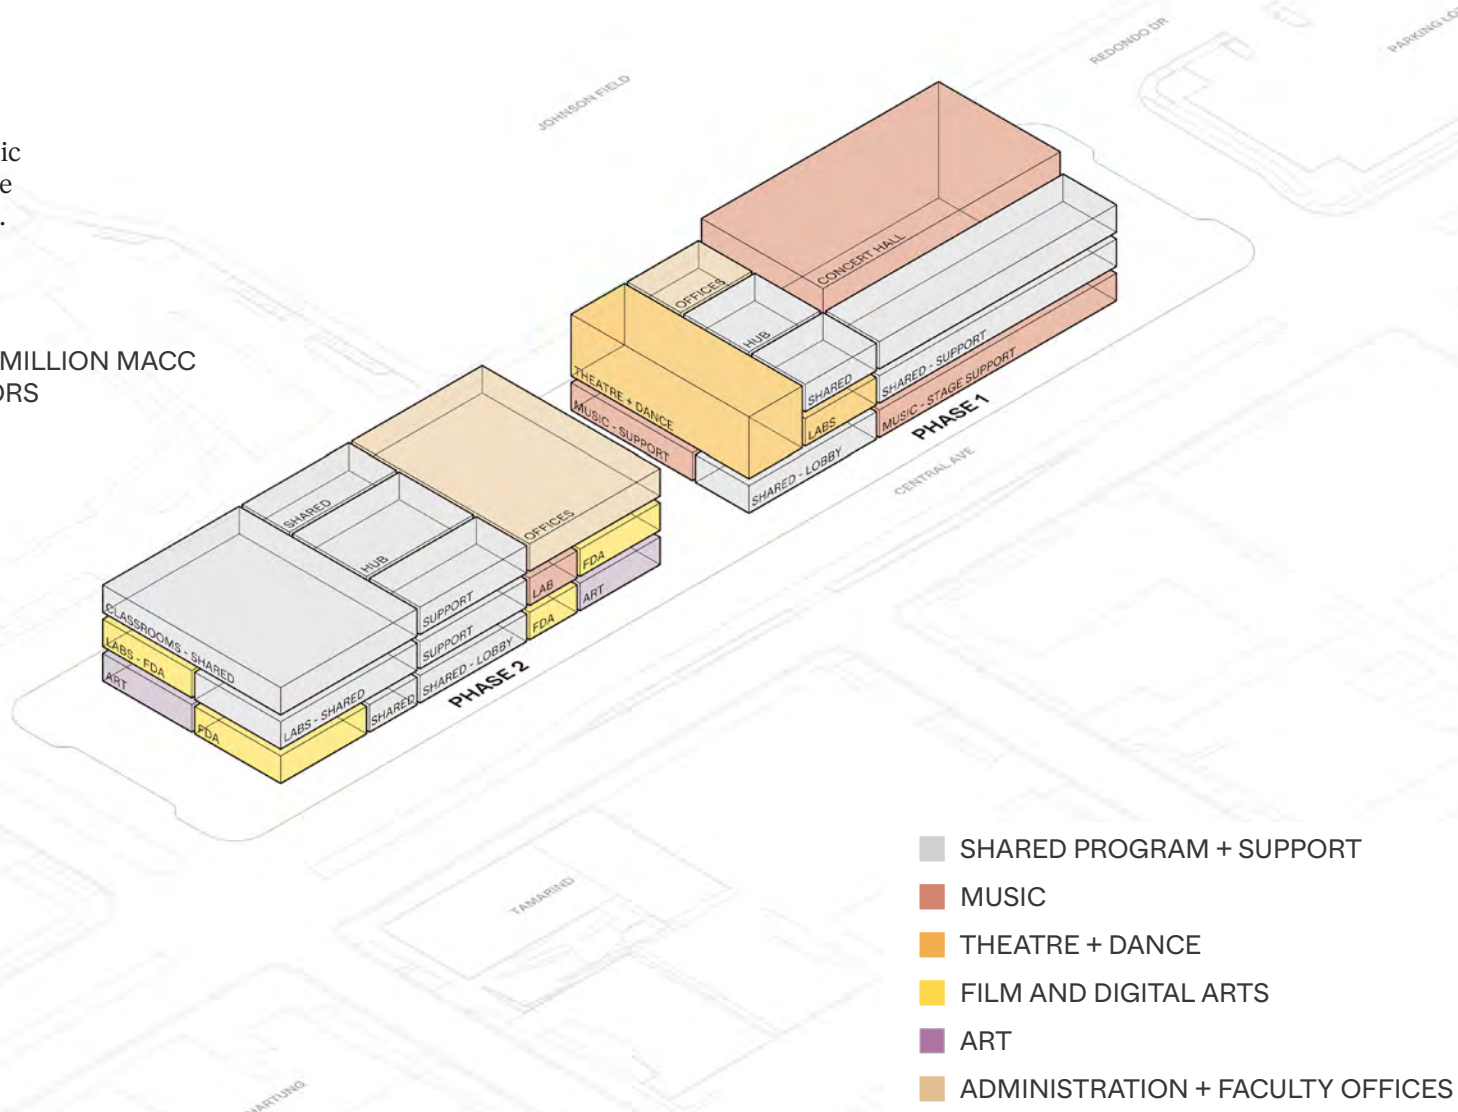 ic
e
.
MILLION MACC
ORS
JOHNSON FIELD
REDONDO DR
CONCERT HALL
OFFICES
HUB
SHARED
SHARED - SUPPORT
MUSIC - STAGE SUPPORT
THEATRE + DANCE
MUSIC - SUPPORT
LABS
SHARED - LOBBY
PHASE 1
CENTRAL AVE
OFFICES
SHARED
HUB
SUPPORT
FDA
LAB
ART
FDA
CLASSROOMS - SHARED
SUPPORT
LABS - FDA
SHARED - LOBBY
ART
LABS - SHARED
SHARED
FDA
PHASE 2
TAMARIND
HARTUNG
PARKING LO
SHARED PROGRAM + SUPPORT
MUSIC
THEATRE + DANCE
FILM AND DIGITAL ARTS
ART
ADMINISTRATION + FACULTY OFFICES